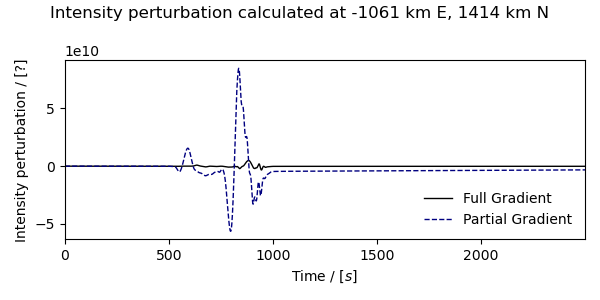 Intensity perturbation calculated at -1061 km E, 1414 km N
1e10
Intensity perturbation / [?]
5
0
−5
Full Gradient
Partial Gradient
0 500 1000 1500 2000
Time / [s]